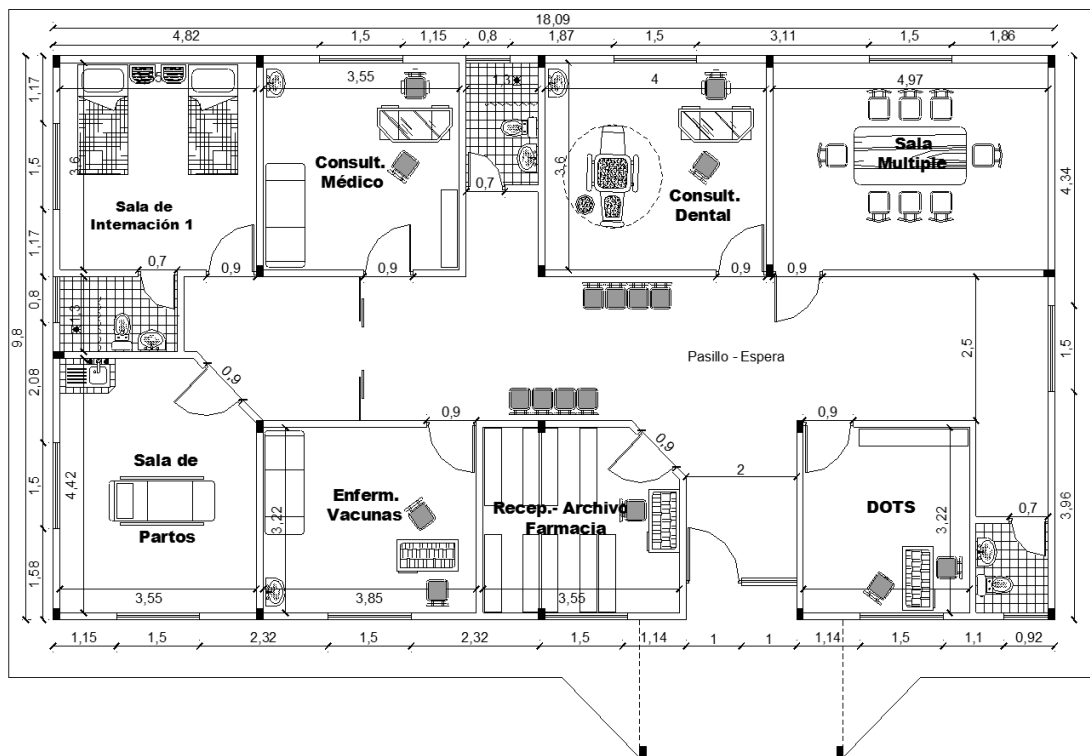 18,09
4,82 1,5 1,15 0,8 1,87 1,5 3,11 1,5 1,86
3,55
1,3
4
4,97
9,8
1,17
1,5
1,17
0,8
2,08
1,5
1,58
3,6
3,6
4,34
1,5
3,96
Sala de
Internación 1
Consult.
Médico
Consult.
Dental
Sala
Multiple
0,7
0,9
0,9
0,7
0,9
0,9
1,3
0,9
2,5
Pasillo - Espera
0,9
0,9
0,9
2
0,7
4,42
Sala de
Partos
3,22
Enferm.
Vacunas
Recep.- Archivo
Farmacia
DOTS
3,22
3,55
3,85
3,55
1,15 1,5 2,32 1,5 2,32 1,5 1,14 1 1 1,14 1,5 1,1 0,92